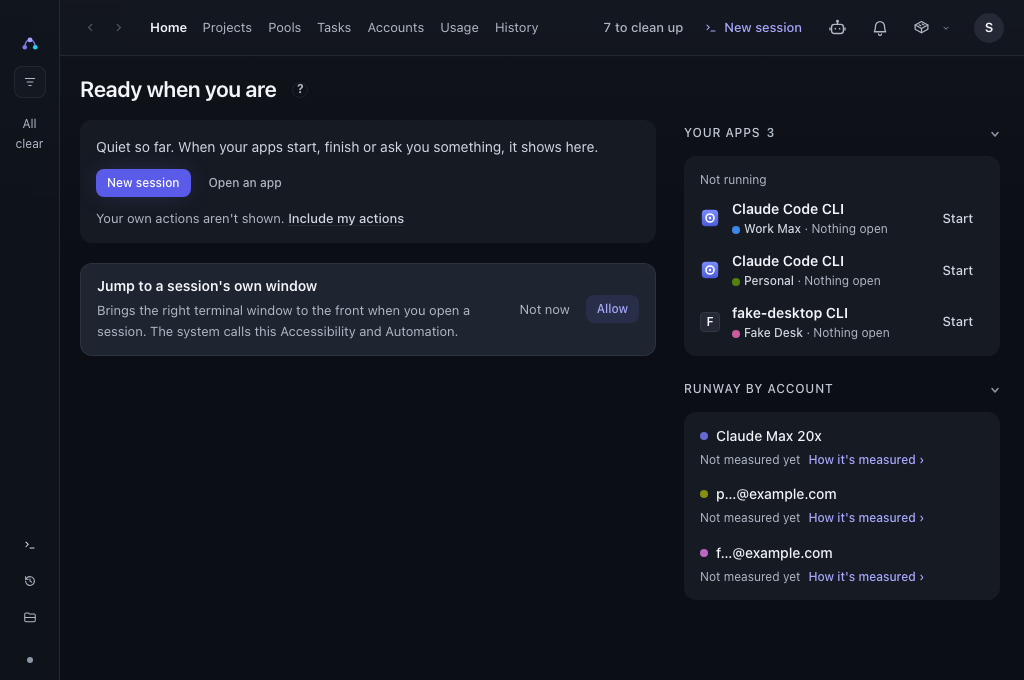 Home Projects Pools Tasks Accounts Usage History 7 to clean up New session S
All
clear
Ready when you are ?
Quiet so far. When your apps start, finish or ask you something, it shows here.
New session Open an app
Your own actions aren't shown. Include my actions
Jump to a session's own window
Brings the right terminal window to the front when you open a
session. The system calls this Accessibility and Automation.
Not now Allow
YOUR APPS 3
Not running
Claude Code CLI
Work Max · Nothing open
Start
Claude Code CLI
Personal · Nothing open
Start
F
fake-desktop CLI
Fake Desk · Nothing open
Start
RUNWAY BY ACCOUNT
Claude Max 20x
Not measured yet How it's measured ›
p...@example.com
Not measured yet How it's measured ›
f...@example.com
Not measured yet How it's measured ›